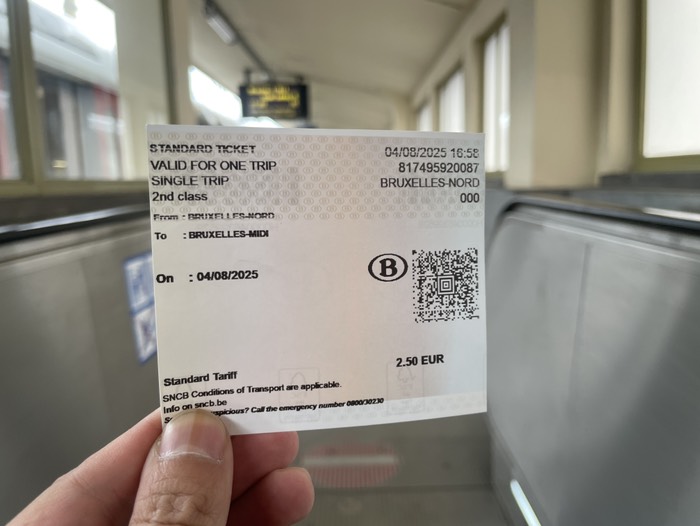 STANDARD TICKET
04/08/2025 16:56
VALID FOR ONE TRIP
817495920087
SINGLE TRIP
BRUXELLES-NORD
2nd class
000
From : BRUXELLES-NORD
To : BRUXELLES-MIDI
On : 04/08/2025
B
2.50 EUR
Standard Tariff
SNCB Conditions of Transport are applicable.
Info on sncb.be
Call the emergency number 0800/30230